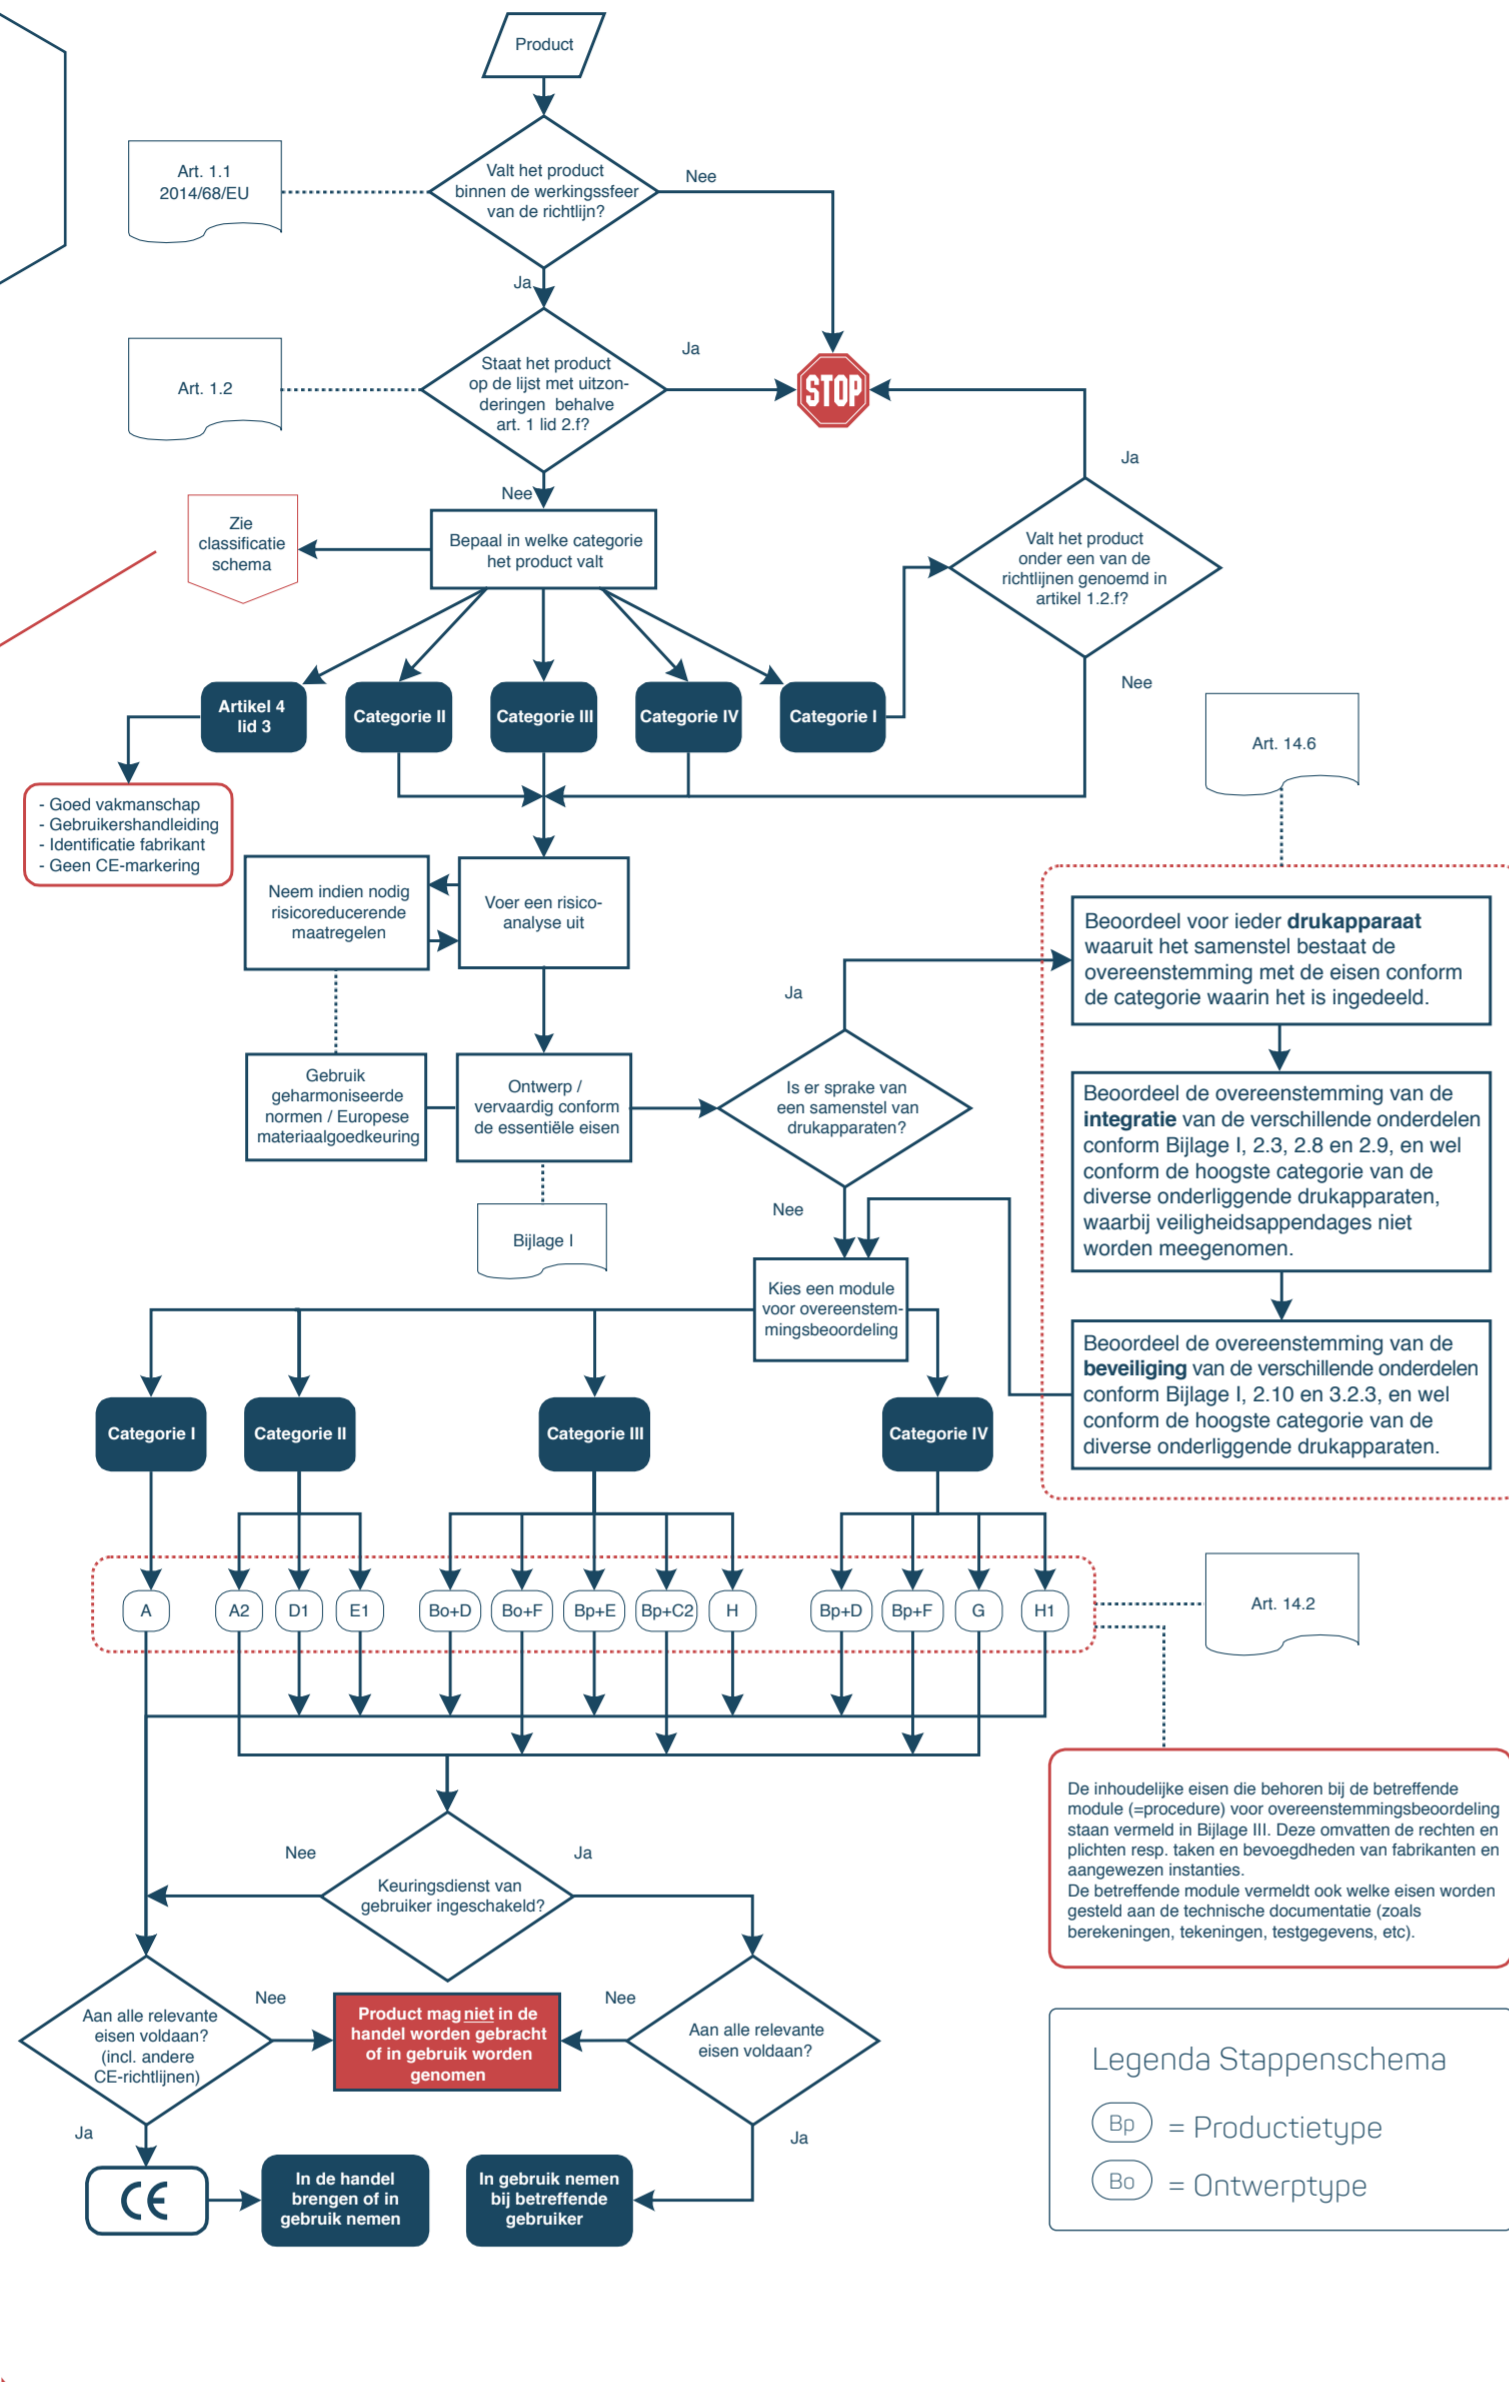 Product
Art. 1.1
2014/68/EU
Valt het product
binnen de werkingssfeer
van de richtlijn?
Nee
Ja
Art. 1.2
Staat het product
op de lijst met uitzon-
deringen behalve
art. 1 lid 2.f?
Ja
STOP
Nee
Ja
Zie
classificatie
schema
Bepaal in welke categorie
het product valt
Valt het product
onder een van de
richtlijnen genoemd in
artikel 1.2.f?
Nee
Artikel 4
lid 3
Categorie II
Categorie III
Categorie IV
Categorie I
Art. 14.6
- Goed vakmanschap
- Gebruikershandleiding
- Identificatie fabrikant
- Geen CE-markering
Neem indien nodig
risicoreducerende
maatregelen
Voer een risico-
analyse uit
Ja
Beoordeel voor ieder drukapparaat
waaruit het samenstel bestaat de
overeenstemming met de eisen conform
de categorie waarin het is ingedeeld.
Gebruik
geharmoniseerde
normen / Europese
materiaalgoedkeuring
Ontwerp /
vervaardig conform
de essentiële eisen
Is er sprake van
een samenstel van
drukapparaten?
Beoordeel de overeenstemming van de
integratie van de verschillende onderdelen
conform Bijlage I, 2.3, 2.8 en 2.9, en wel
conform de hoogste categorie van de
diverse onderliggende drukapparaten,
waarbij veiligheidsappendages niet
worden meegenomen.
Nee
Bijlage I
Kies een module
voor overeenstem-
mingsbeoordeling
Beoordeel de overeenstemming van de
beveiliging van de verschillende onderdelen
conform Bijlage I, 2.10 en 3.2.3, en wel
conform de hoogste categorie van de
diverse onderliggende drukapparaten.
Categorie I
Categorie II
Categorie III
Categorie IV
A
A2
D1
E1
Bo+D
Bo+F
Bp+E
Bp+C2
H
Bp+D
Bp+F
G
H1
Art. 14.2
De inhoudelijke eisen die behoren bij de betreffende
module (=procedure) voor overeenstemmingsbeoordeling
staan vermeld in Bijlage III. Deze omvatten de rechten en
plichten resp. taken en bevoegdheden van fabrikanten en
aangewezen instanties.
De betreffende module vermeldt ook welke eisen worden
gesteld aan de technische documentatie (zoals
berekeningen, tekeningen, testgegevens, etc).
Nee
Ja
Keuringsdienst van
gebruiker ingeschakeld?
Aan alle relevante
eisen voldaan?
(incl. andere
CE-richtlijnen)
Nee
Product mag niet in de
handel worden gebracht
of in gebruik worden
genomen
Nee
Aan alle relevante
eisen voldaan?
Ja
Ja
CE
In de handel
brengen of in
gebruik nemen
In gebruik nemen
bij betreffende
gebruiker
Legenda Stappenschema
Bp = Productietype
Bo = Ontwerptype